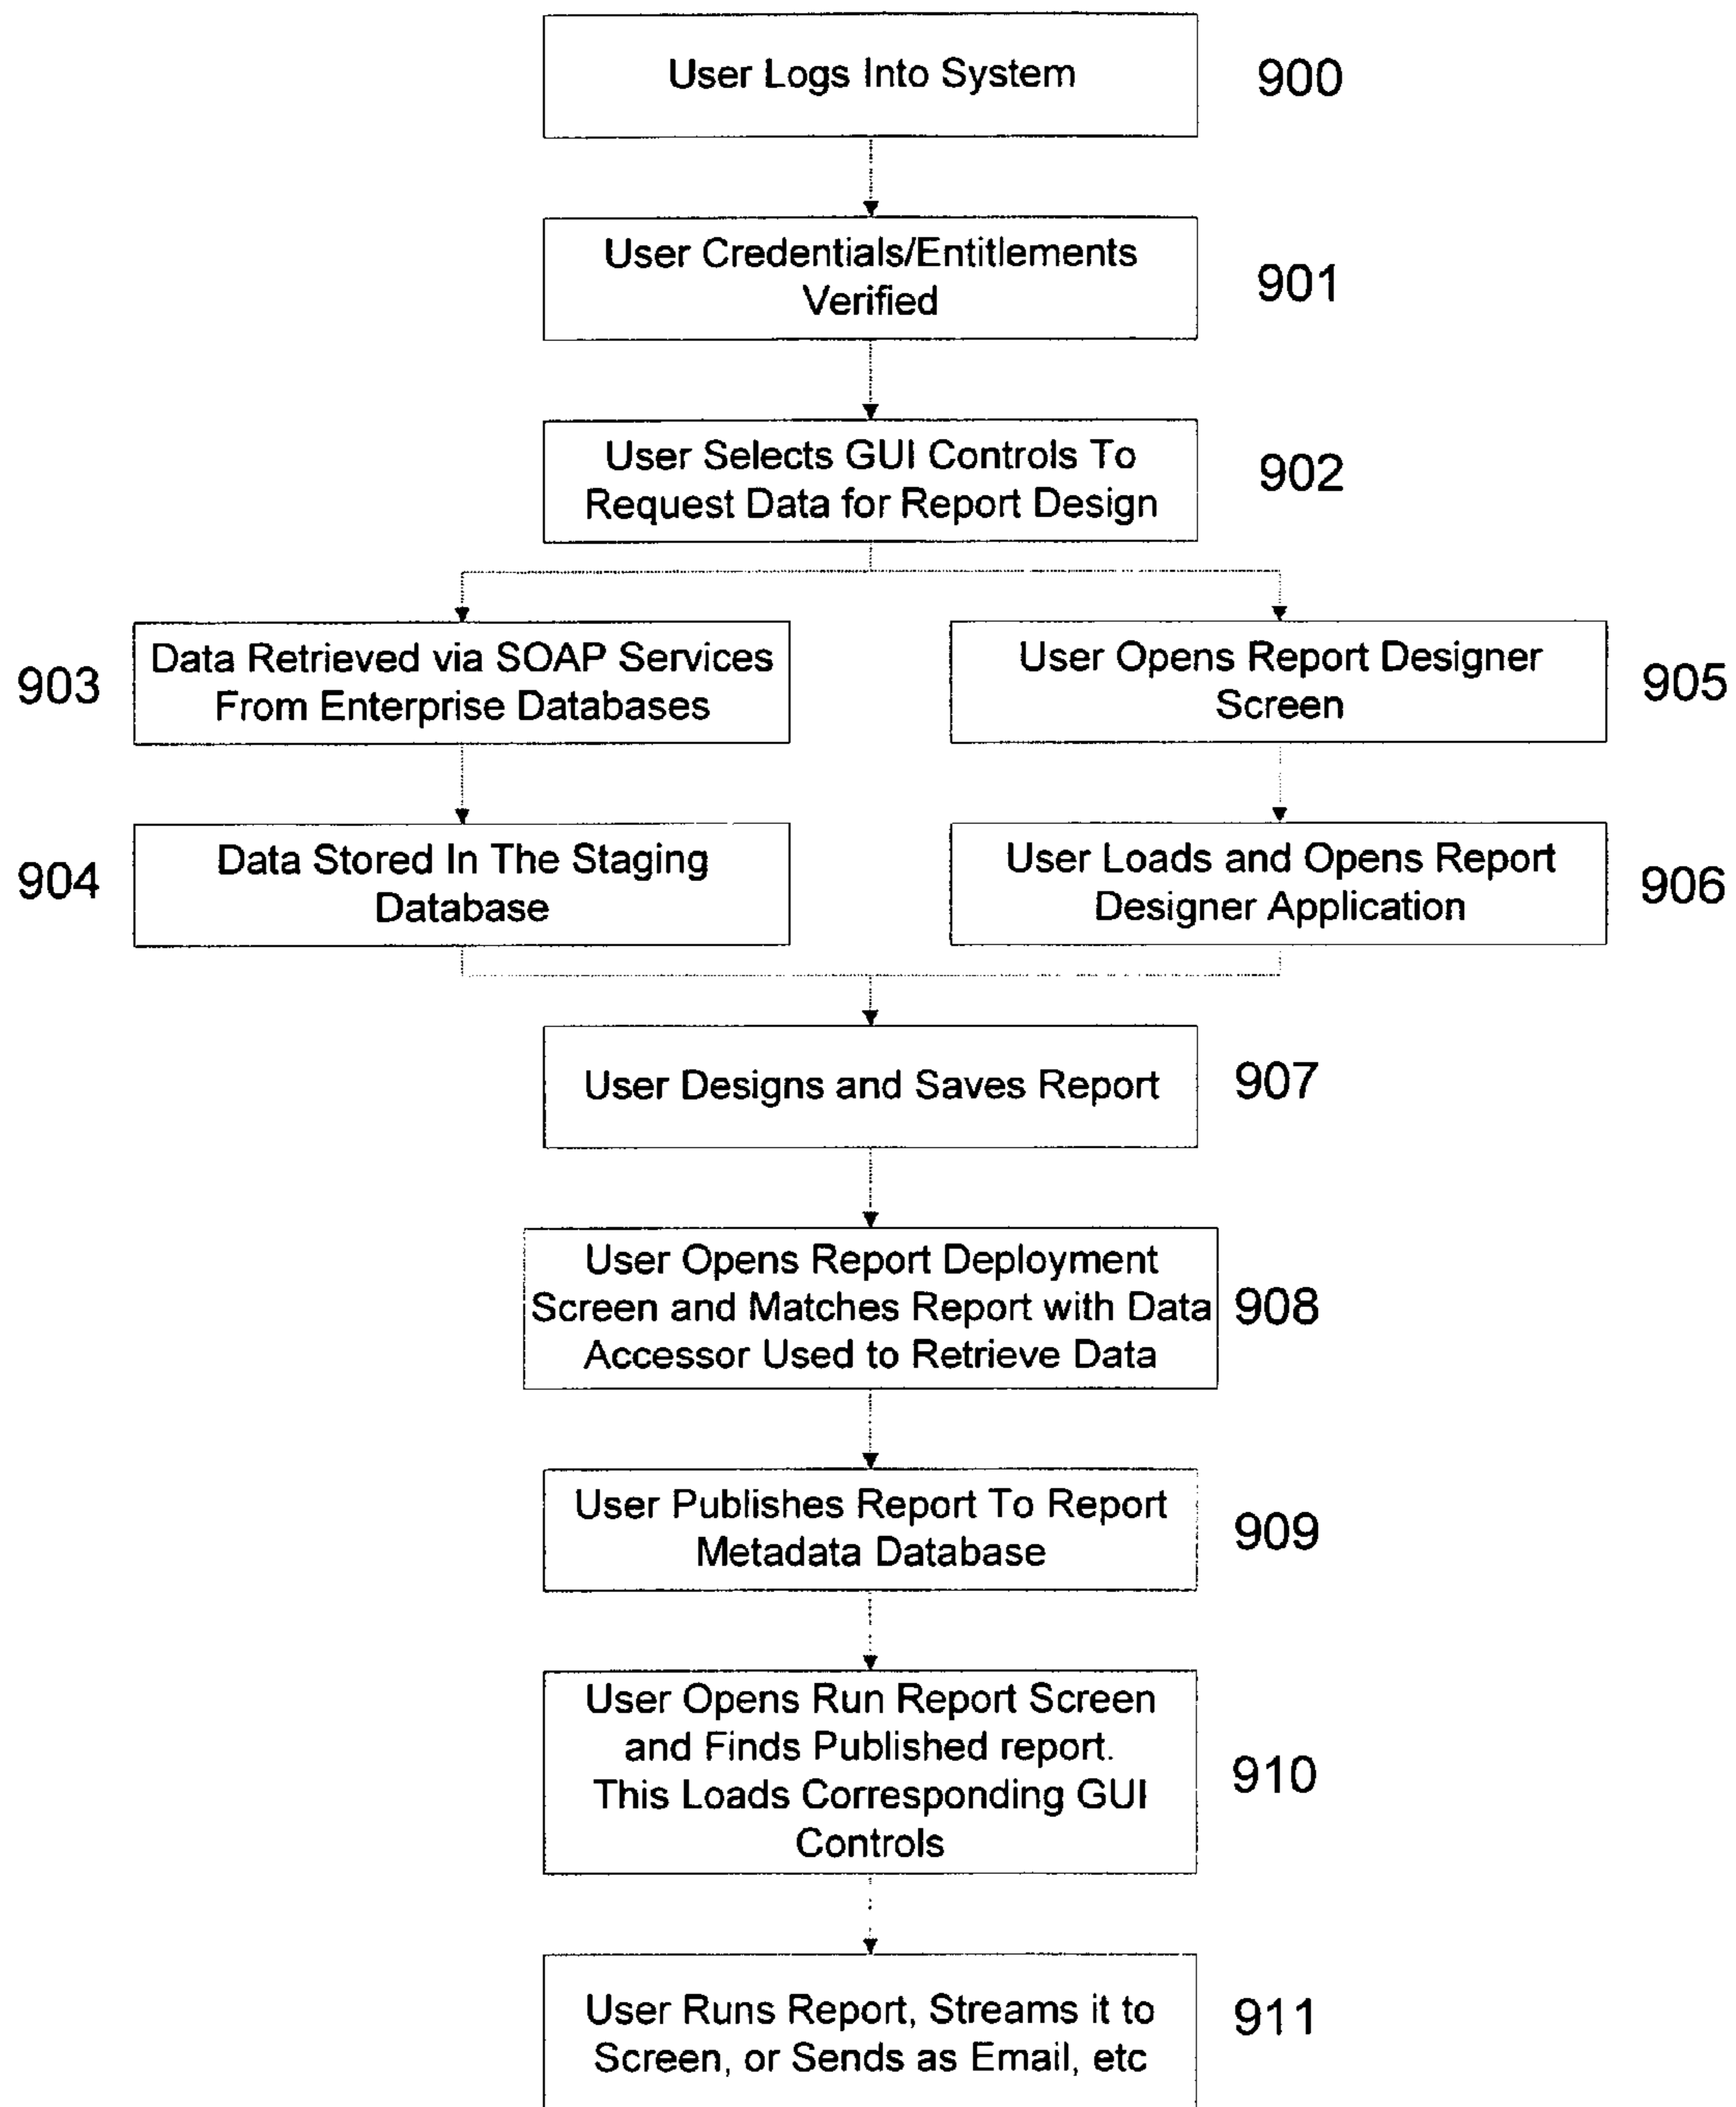 User Logs Into System
900
User Credentials/Entitlements
Verified
901
User Selects GUI Controls To
Request Data for Report Design
902
903
Data Retrieved via SOAP Services
From Enterprise Databases
User Opens Report Designer
Screen
905
904
Data Stored In The Staging
Database
User Loads and Opens Report
Designer Application
906
User Designs and Saves Report
907
User Opens Report Deployment
Screen and Matches Report with Data
Accessor Used to Retrieve Data
908
User Publishes Report To Report
Metadata Database
909
User Opens Run Report Screen
and Finds Published report.
This Loads Corresponding GUI
Controls
910
User Runs Report, Streams it to
Screen, or Sends as Email, etc
911